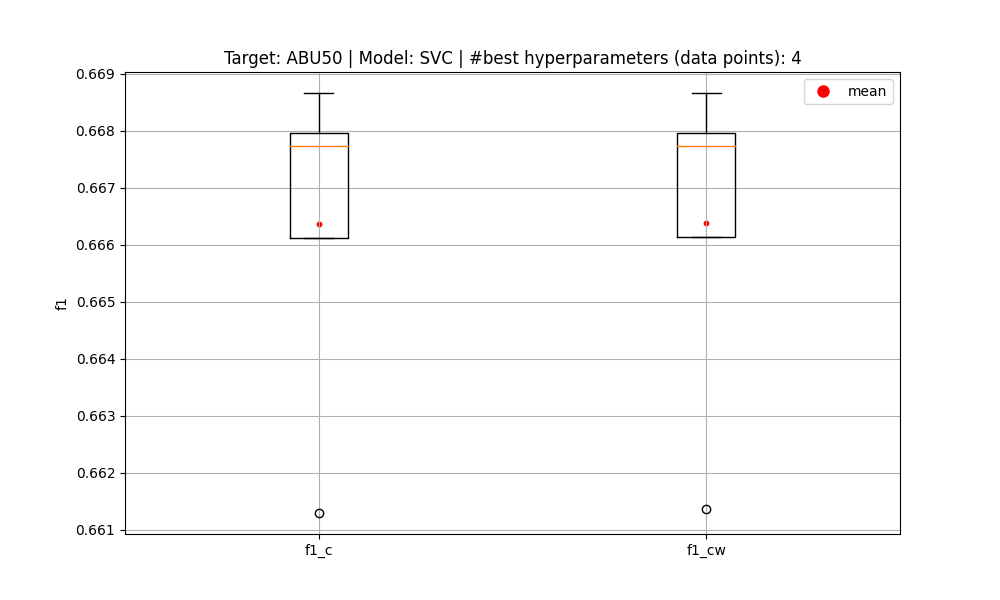 Target: ABU50 | Model: SVC | #best hyperparameters (data points): 4
mean
f1
0.669
0.668
0.667
0.666
0.665
0.664
0.663
0.662
0.661
f1_c
f1_cw